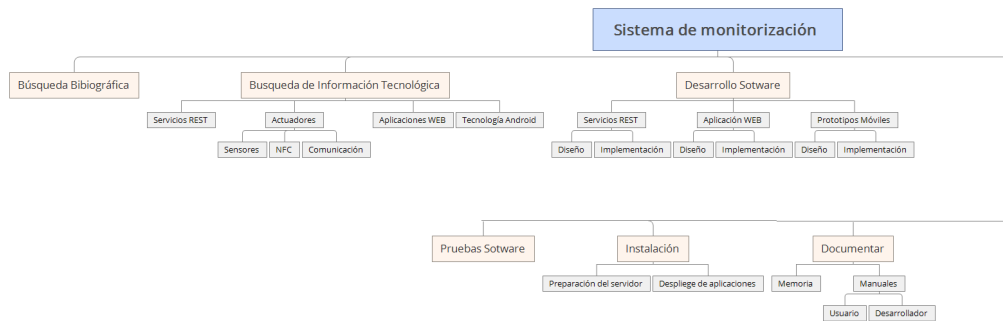 Sistema de monitorización
Búsqueda Bibiográfica
Busqueda de Información Tecnológica
Desarrollo Sotware
Servicios REST
Actuadores
Aplicaciones WEB
Tecnología Android
Servicios REST
Aplicación WEB
Prototipos Móviles
Sensores
NFC
Comunicación
Diseño
Implementación
Diseño
Implementación
Diseño
Implementación
Pruebas Sotware
Instalación
Documentar
Preparación del servidor
Despliege de aplicaciones
Memoria
Manuales
Usuario
Desarrollador